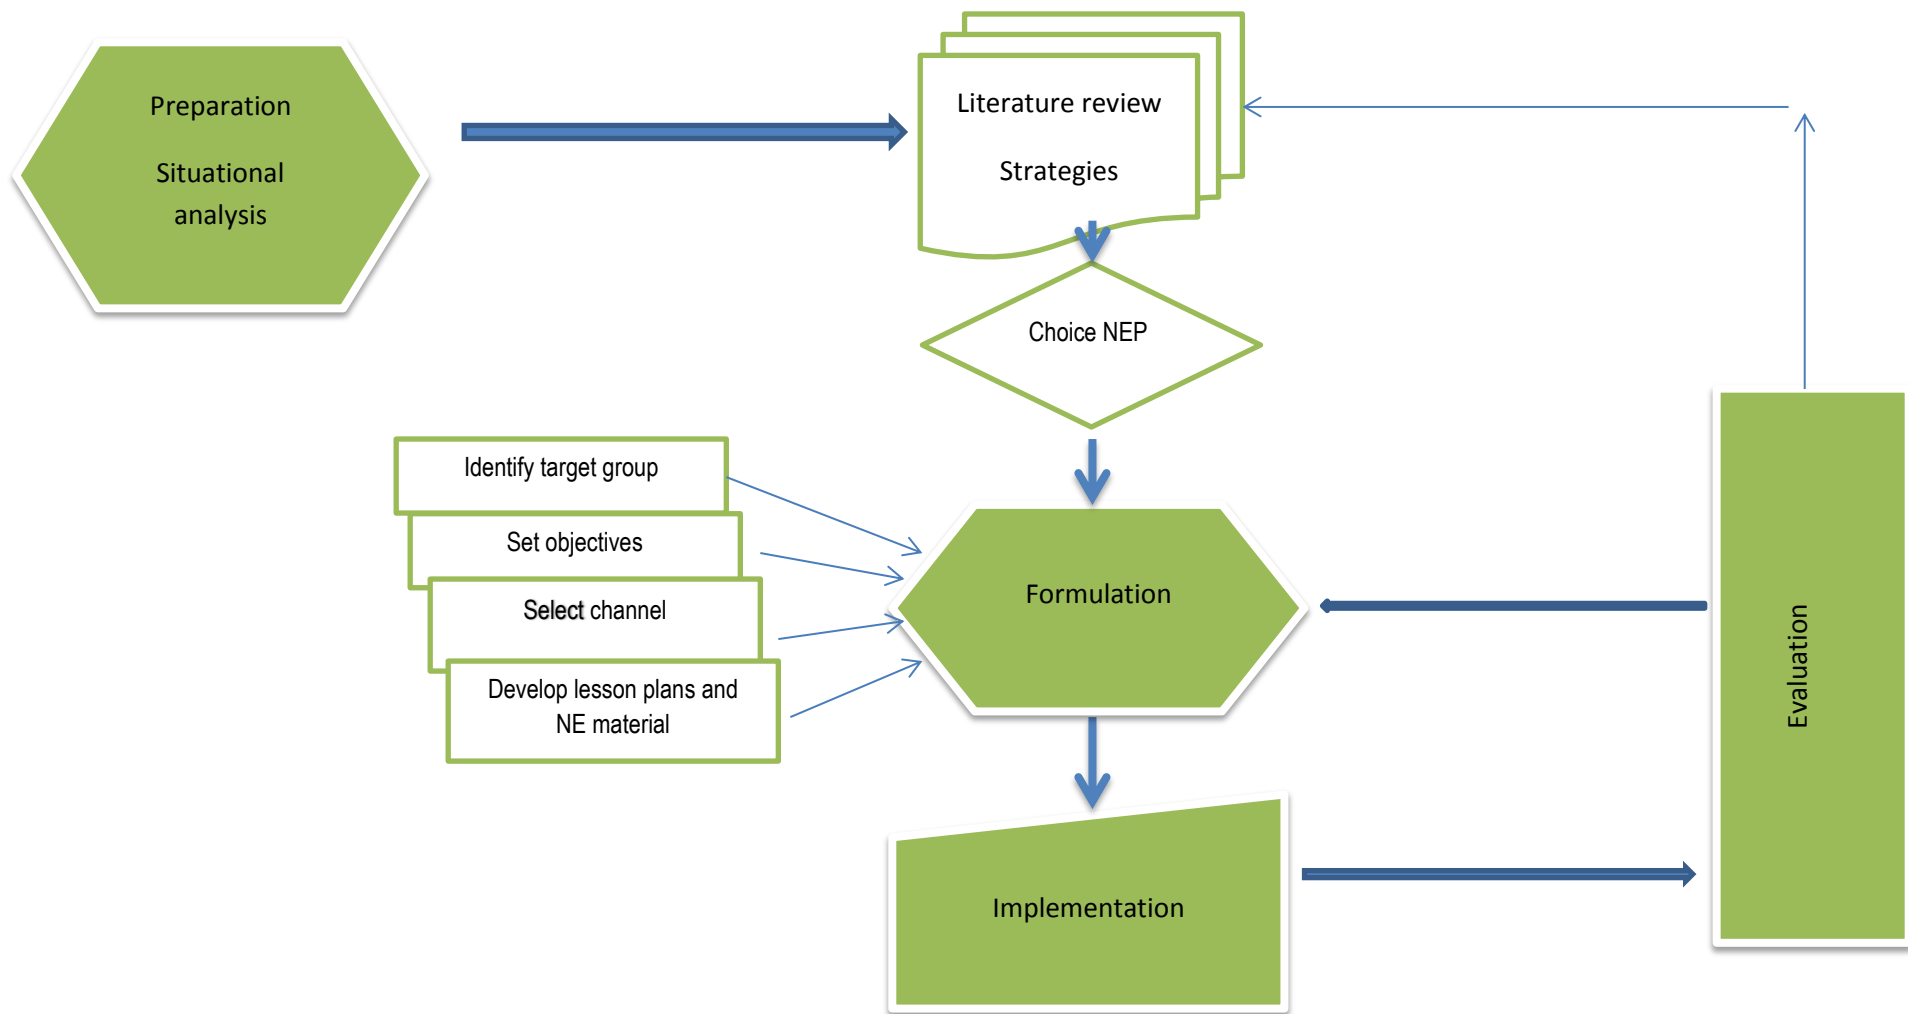 Preparation
Situational
analysis
Literature review
Strategies
Choice NEP
Identify target group
Set objectives
Select channel
Develop lesson plans and
NE material
Formulation
Implementation
Evaluation